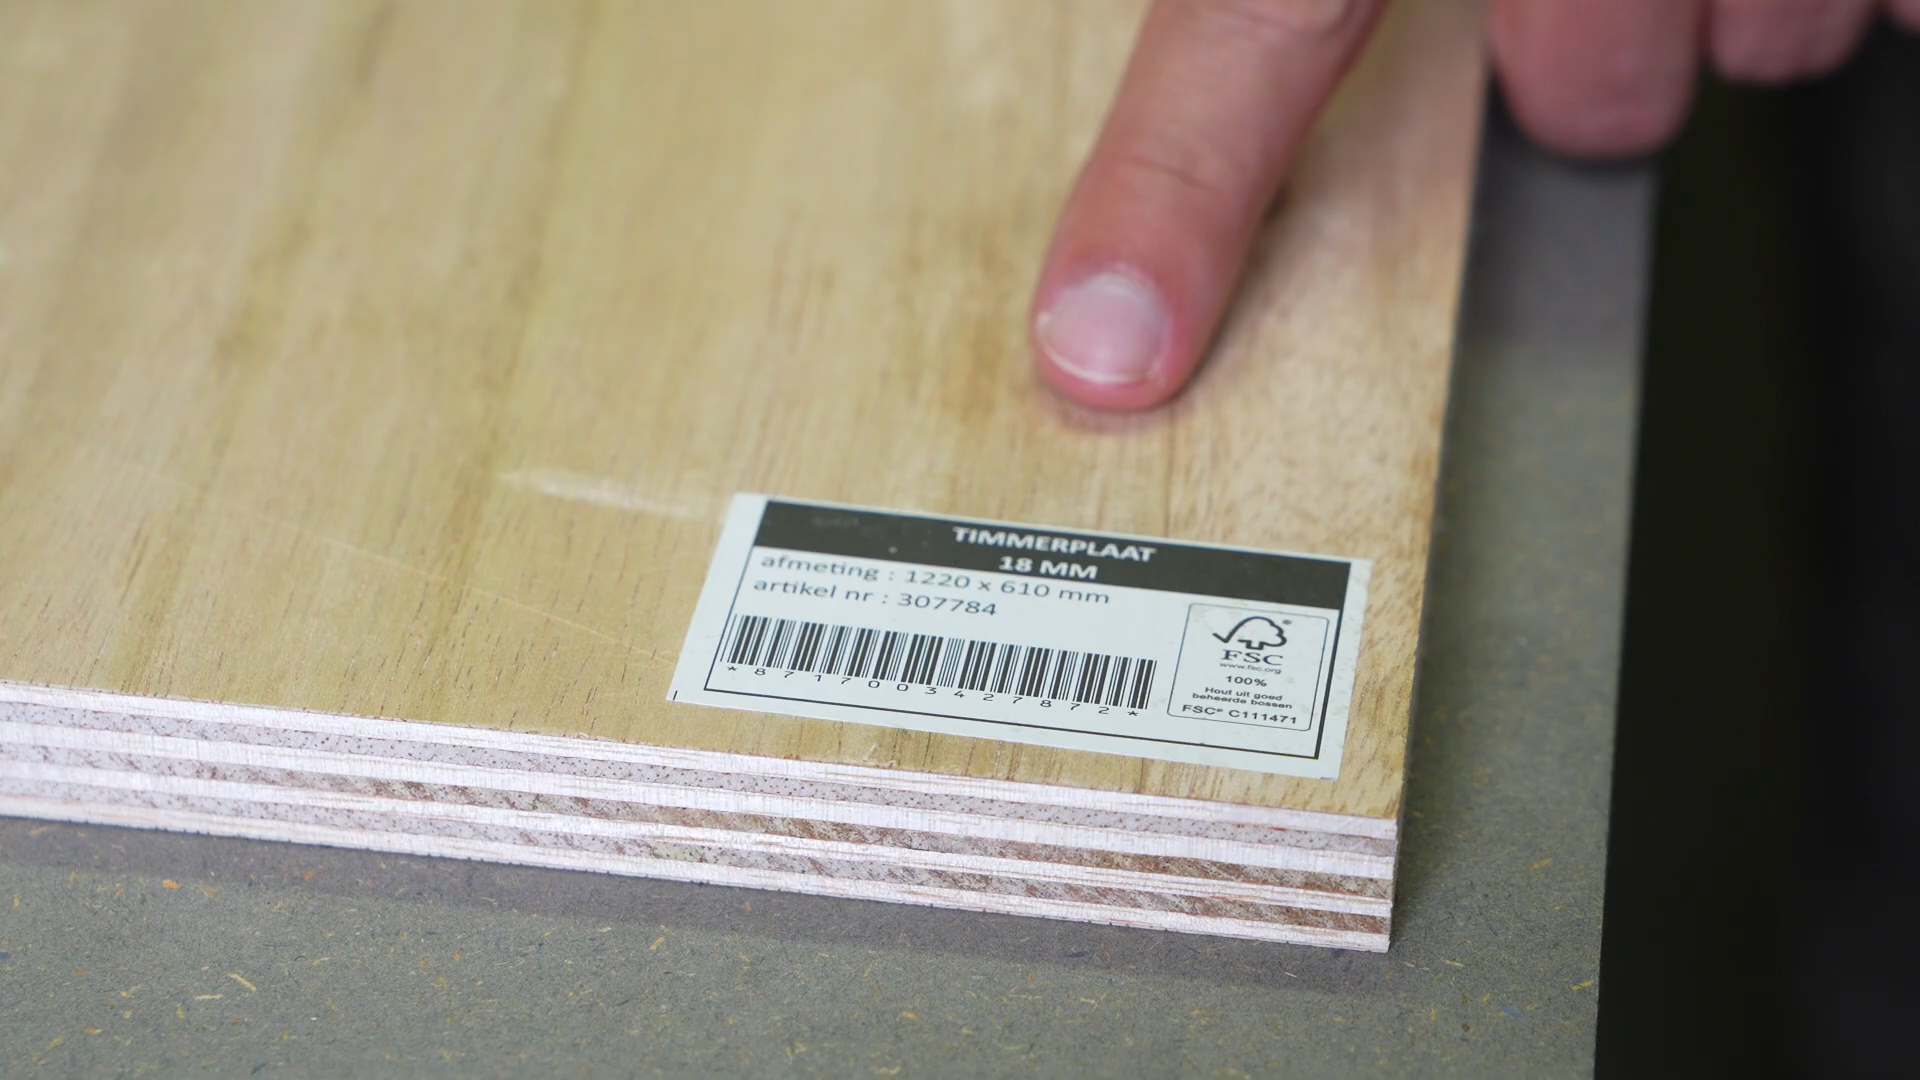 TIMMERPLAAT
18 MM
afmeting : 1220 x 610 mm
artikel nr : 307784
*8717003427872*
FSC®
www.fsc.org
100%
Hout uit goed
beheerde bossen
FSC® C111471